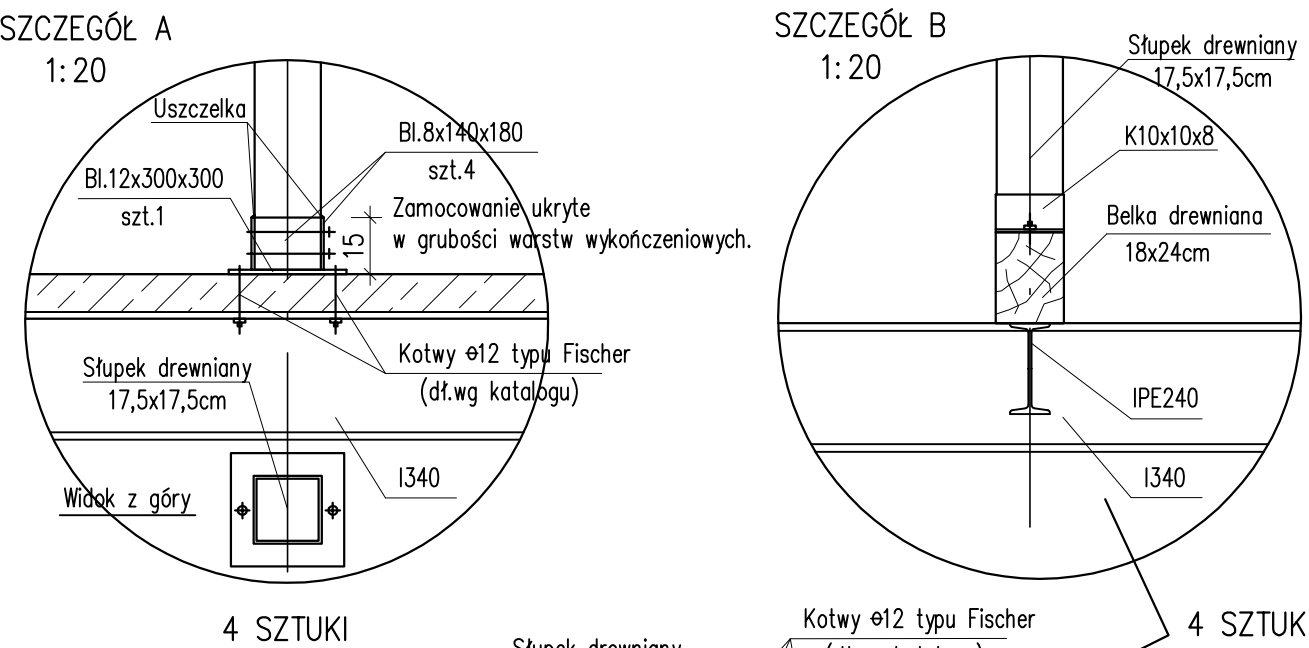 SZCZEGÓŁ A
1:20
Uszczelka
Bl.8x140x180
szt.4
Bl.12x300x300
szt.1
Zamocowanie ukryte
w grubości warstw wykończeniowych.
15
Kotwy ⌀12 typu Fischer
(dł.wg katalogu)
Słupek drewniany
17,5x17,5cm
I340
Widok z góry
4 SZTUKI
SZCZEGÓŁ B
1:20
Słupek drewniany
17,5x17,5cm
K10x10x8
Belka drewniana
18x24cm
IPE240
I340
4 SZTUK
Kotwy ⌀12 typu Fischer
Słupek drewniany